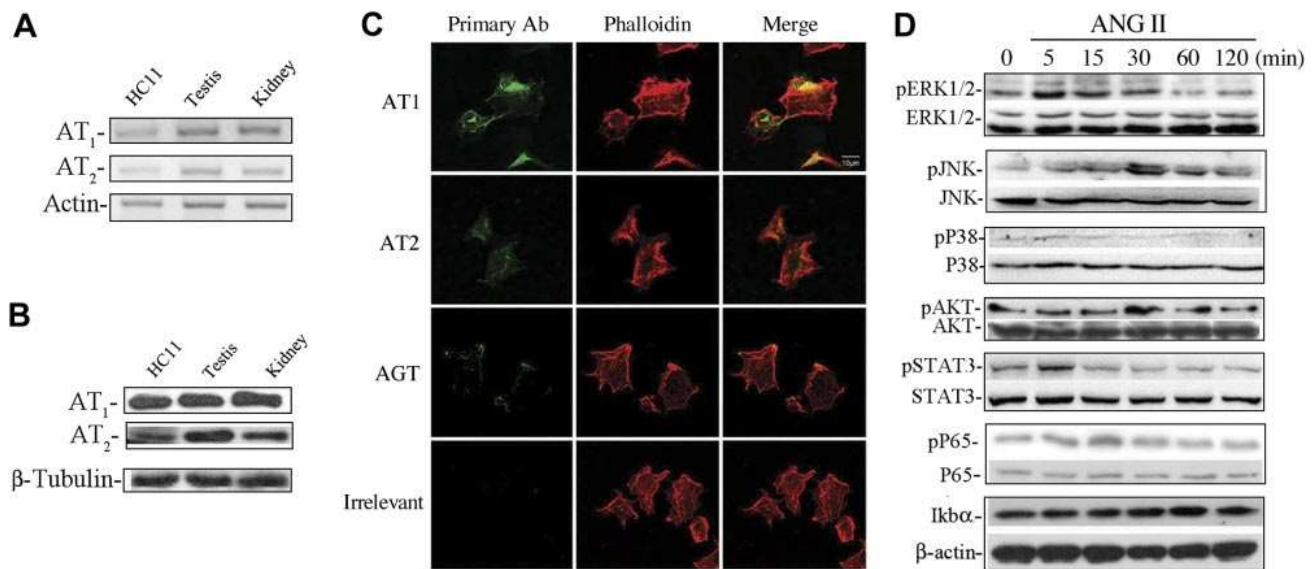 A
HC11 Testis Kidney
AT1-
AT2-
Actin-
B
HC11 Testis Kidney
AT1-
AT2-
β-Tubulin-
C
Primary Ab Phalloidin Merge
AT1
10μm
AT2
AGT
Irrelevant
D
ANG II
0 5 15 30 60 120 (min)
pERK1/2-
ERK1/2-
pJNK-
JNK-
pP38-
P38-
pAKT-
AKT-
pSTAT3-
STAT3-
pP65-
P65-
Ikbα-
β-actin-